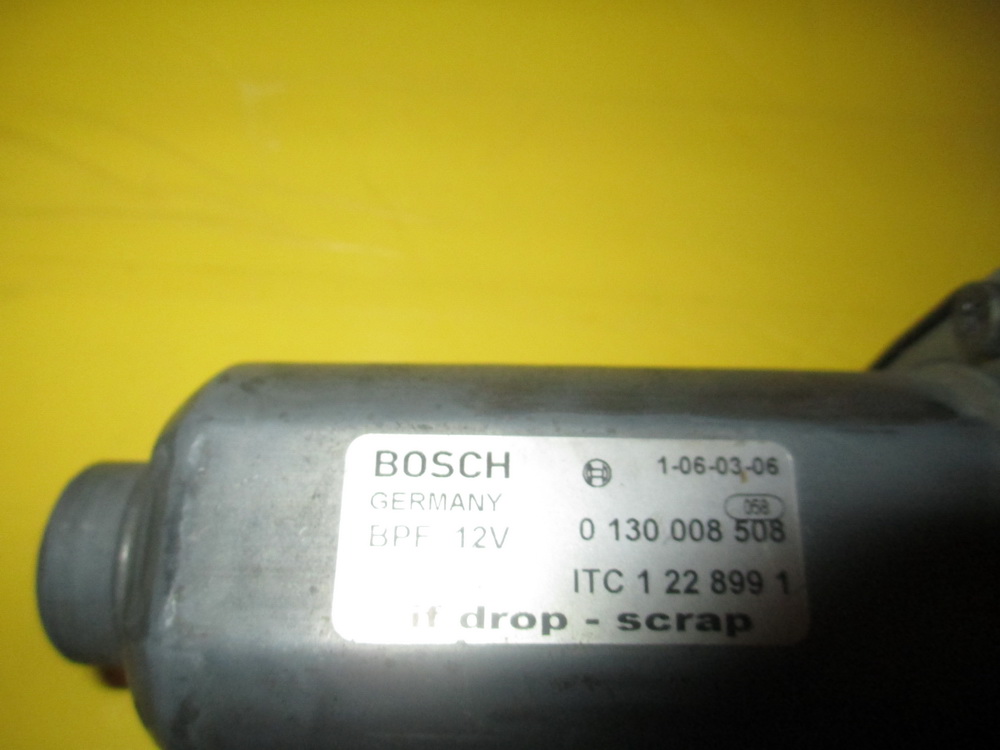 BOSCH 1-06-03-06
GERMANY 058
BPF 12V 0 130 008 508
ITC 1 22 899 1
if drop - scrap